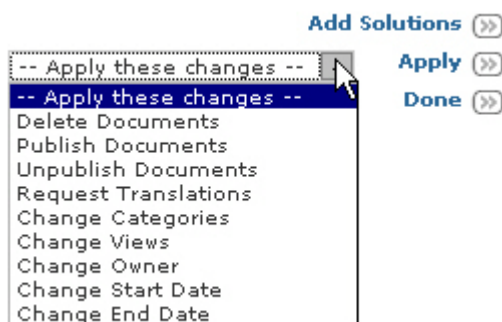 Add Solutions
-- Apply these changes --
Apply
-- Apply these changes --
Done
Delete Documents
Publish Documents
Unpublish Documents
Request Translations
Change Categories
Change Views
Change Owner
Change Start Date
Change End Date